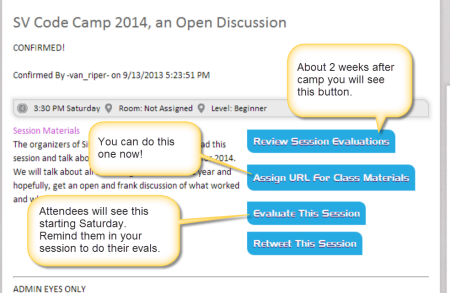 SV Code Camp 2014, an Open Discussion
CONFIRMED!
Confirmed By -van_riper- on 9/13/2013 5:23:51 PM
About 2 weeks after
camp you will see
this button.
3:30 PM Saturday Room: Not Assigned Level: Beginner
Session Materials
The organizers of Si ad this
session and talk abo 2014.
We will talk about al year and
hopefully, get an open and frank discussion of what worked
and w
You can do this
one now!
Review Session Evaluations
Assign URL For Class Materials
Attendees will see this
starting Saturday.
Remind them in your
session to do their evals.
Evaluate This Session
Retweet This Session
ADMIN EYES ONLY